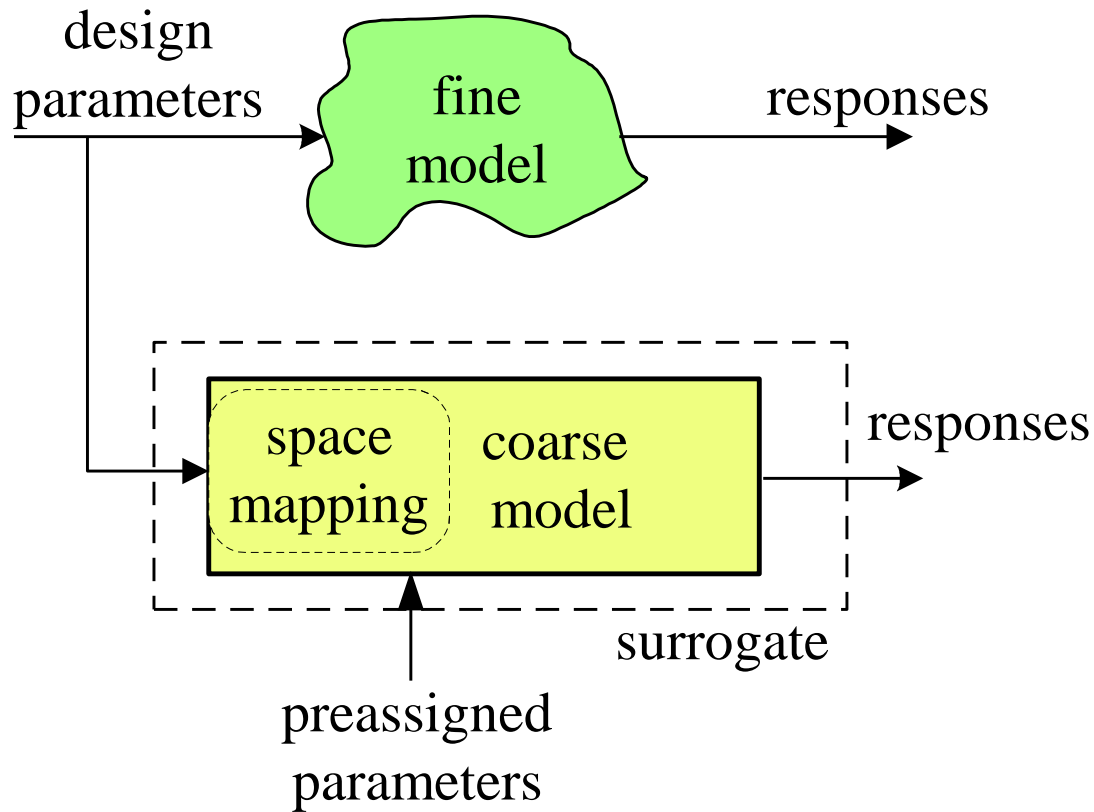 design
parameters
fine
model
responses
space
mapping
coarse
model
responses
surrogate
preassigned
parameters